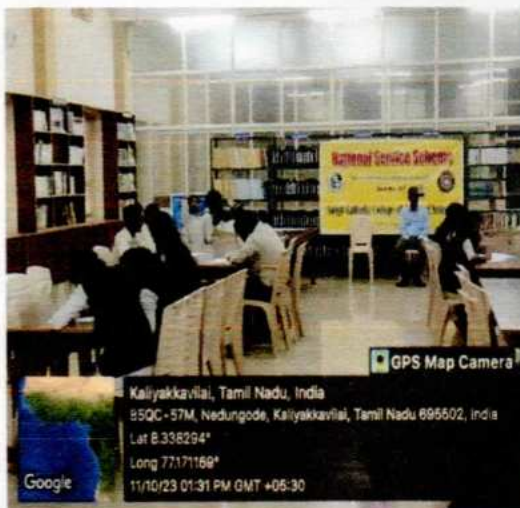 National Service Scheme
GPS Map Camera
Kaliyakkavilai, Tamil Nadu, India
85QC+57M, Nedungode, Kaliyakkavilai, Tamil Nadu 695502, India
Lat 8.338294°
Long 77.171169°
11/10/23 01:31 PM GMT +05:30
Google